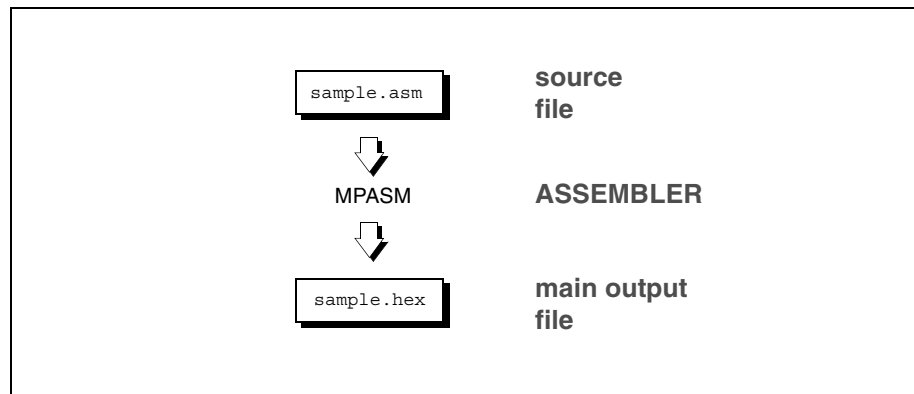 sample.asm
source
file
MPASM
ASSEMBLER
sample.hex
main output
file